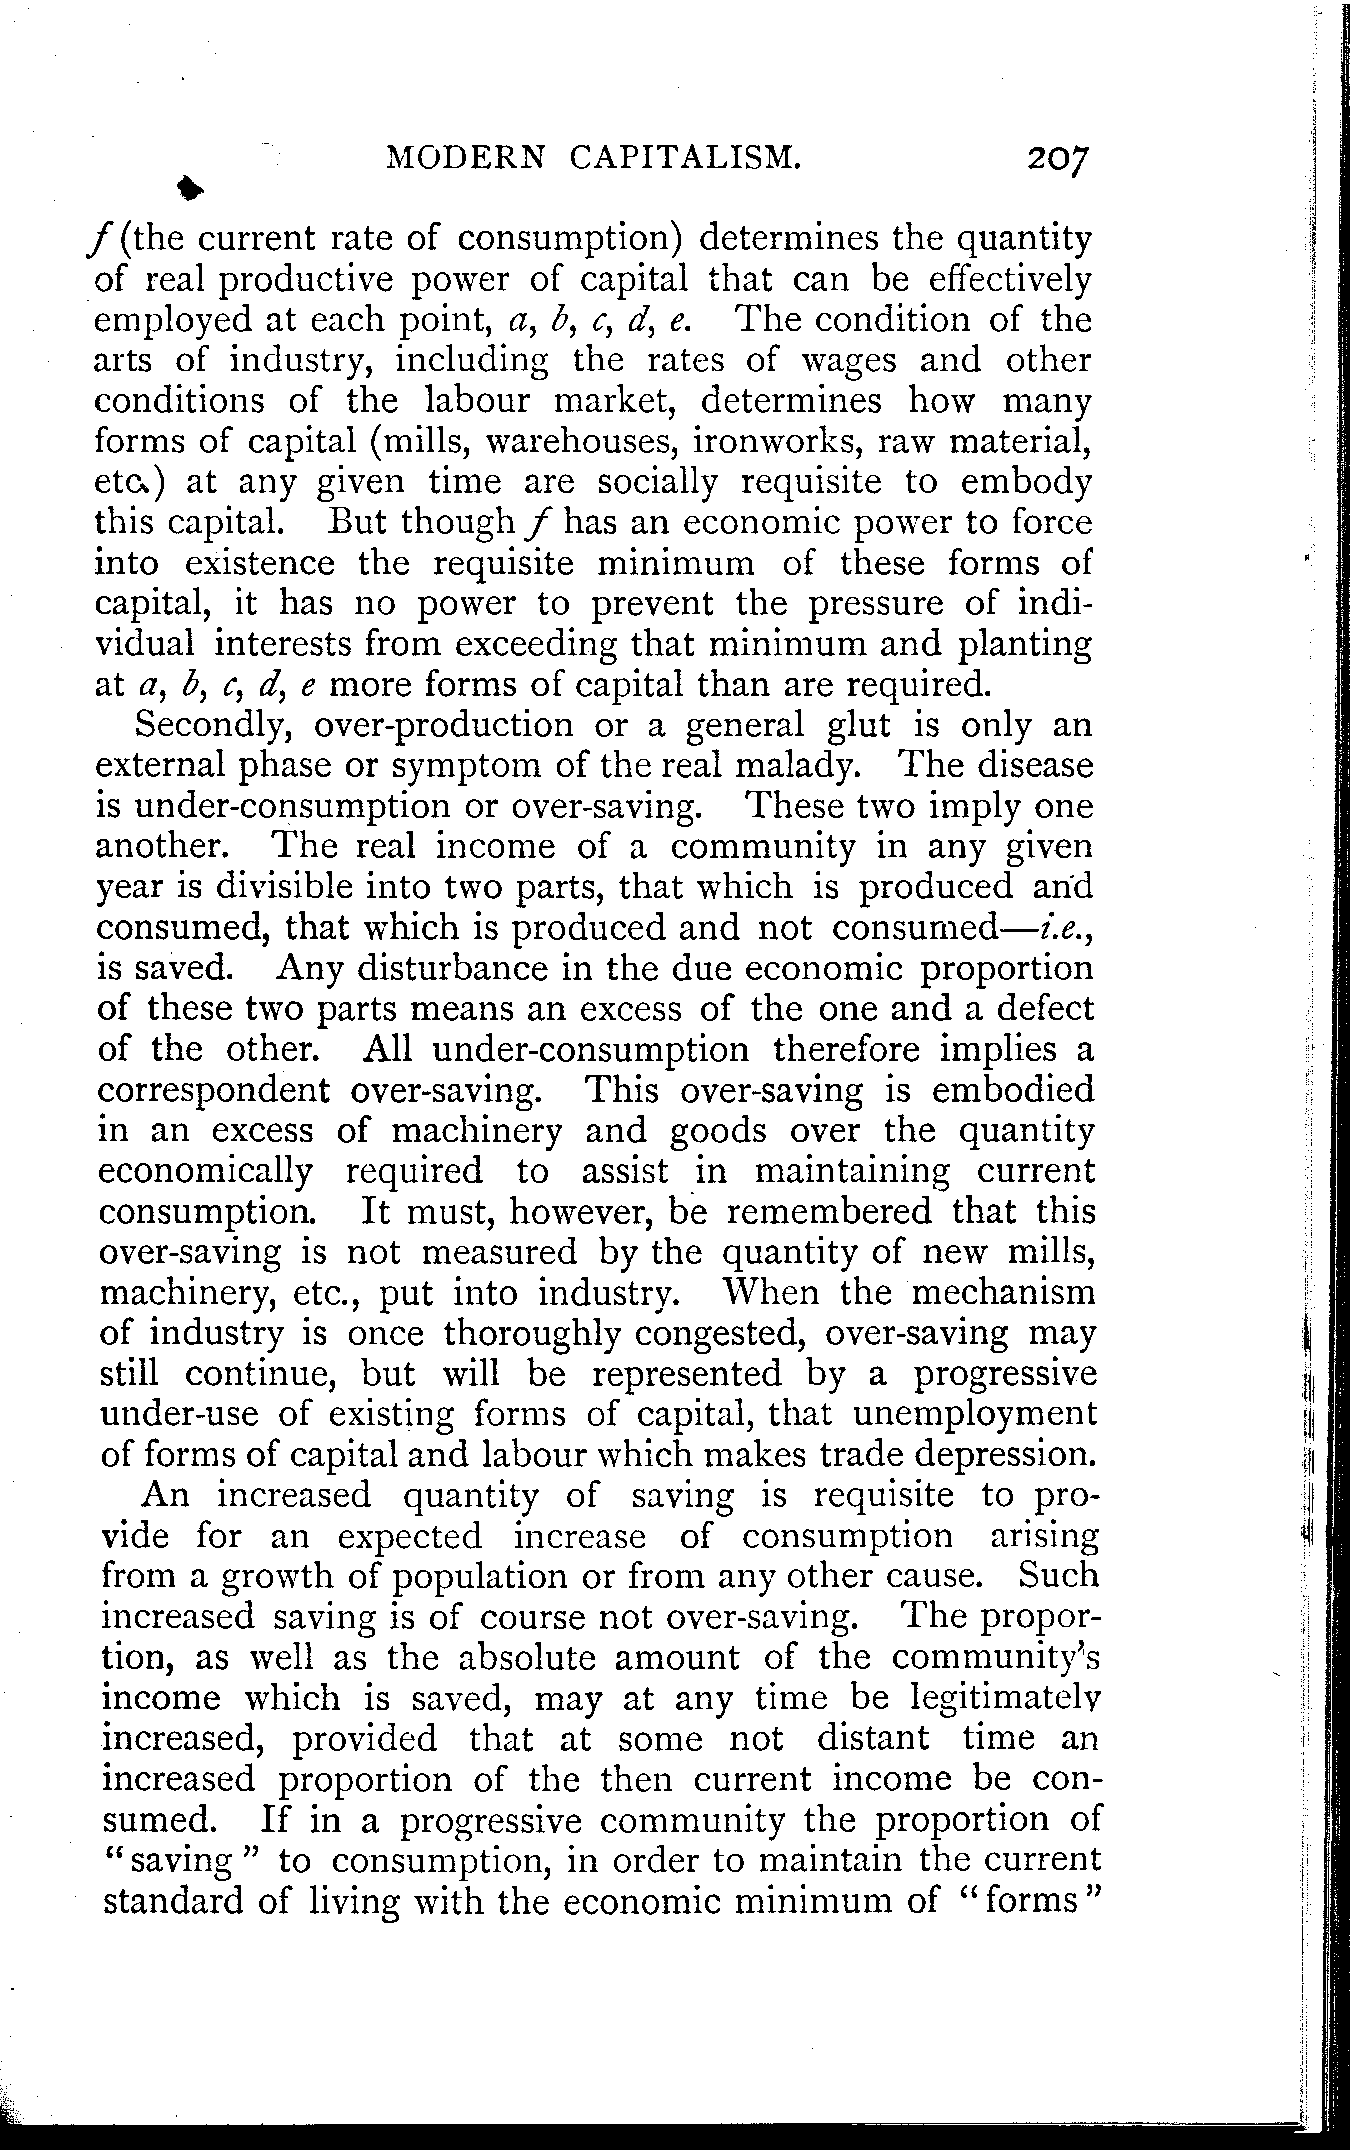 MODERN CAPITALISM. 207
f (the current rate of consumption) determines the quantity
of real productive power of capital that can be effectively
employed at each point, a, b, c, d, e. The condition of the
arts of industry, including the rates of wages and other
conditions of the labour market, determines how many
forms of capital (mills, warehouses, ironworks, raw material,
etc.) at any given time are socially requisite to embody
this capital. But though f has an economic power to force
into existence the requisite minimum of these forms of
capital, it has no power to prevent the pressure of indi-
vidual interests from exceeding that minimum and planting
at a, b, c, d, e more forms of capital than are required.
Secondly, over-production or a general glut is only an
external phase or symptom of the real malady. The disease
is under-consumption or over-saving. These two imply one
another. The real income of a community in any given
year is divisible into two parts, that which is produced and
consumed, that which is produced and not consumed—i.e.,
is saved. Any disturbance in the due economic proportion
of these two parts means an excess of the one and a defect
of the other. All under-consumption therefore implies a
correspondent over-saving. This over-saving is embodied
in an excess of machinery and goods over the quantity
economically required to assist in maintaining current
consumption. It must, however, be remembered that this
over-saving is not measured by the quantity of new mills,
machinery, etc., put into industry. When the mechanism
of industry is once thoroughly congested, over-saving may
still continue, but will be represented by a progressive
under-use of existing forms of capital, that unemployment
of forms of capital and labour which makes trade depression.
An increased quantity of saving is requisite to pro-
vide for an expected increase of consumption arising
from a growth of population or from any other cause. Such
increased saving is of course not over-saving. The propor-
tion, as well as the absolute amount of the community's
income which is saved, may at any time be legitimately
increased, provided that at some not distant time an
increased proportion of the then current income be con-
sumed. If in a progressive community the proportion of
"saving" to consumption, in order to maintain the current
standard of living with the economic minimum of "forms"